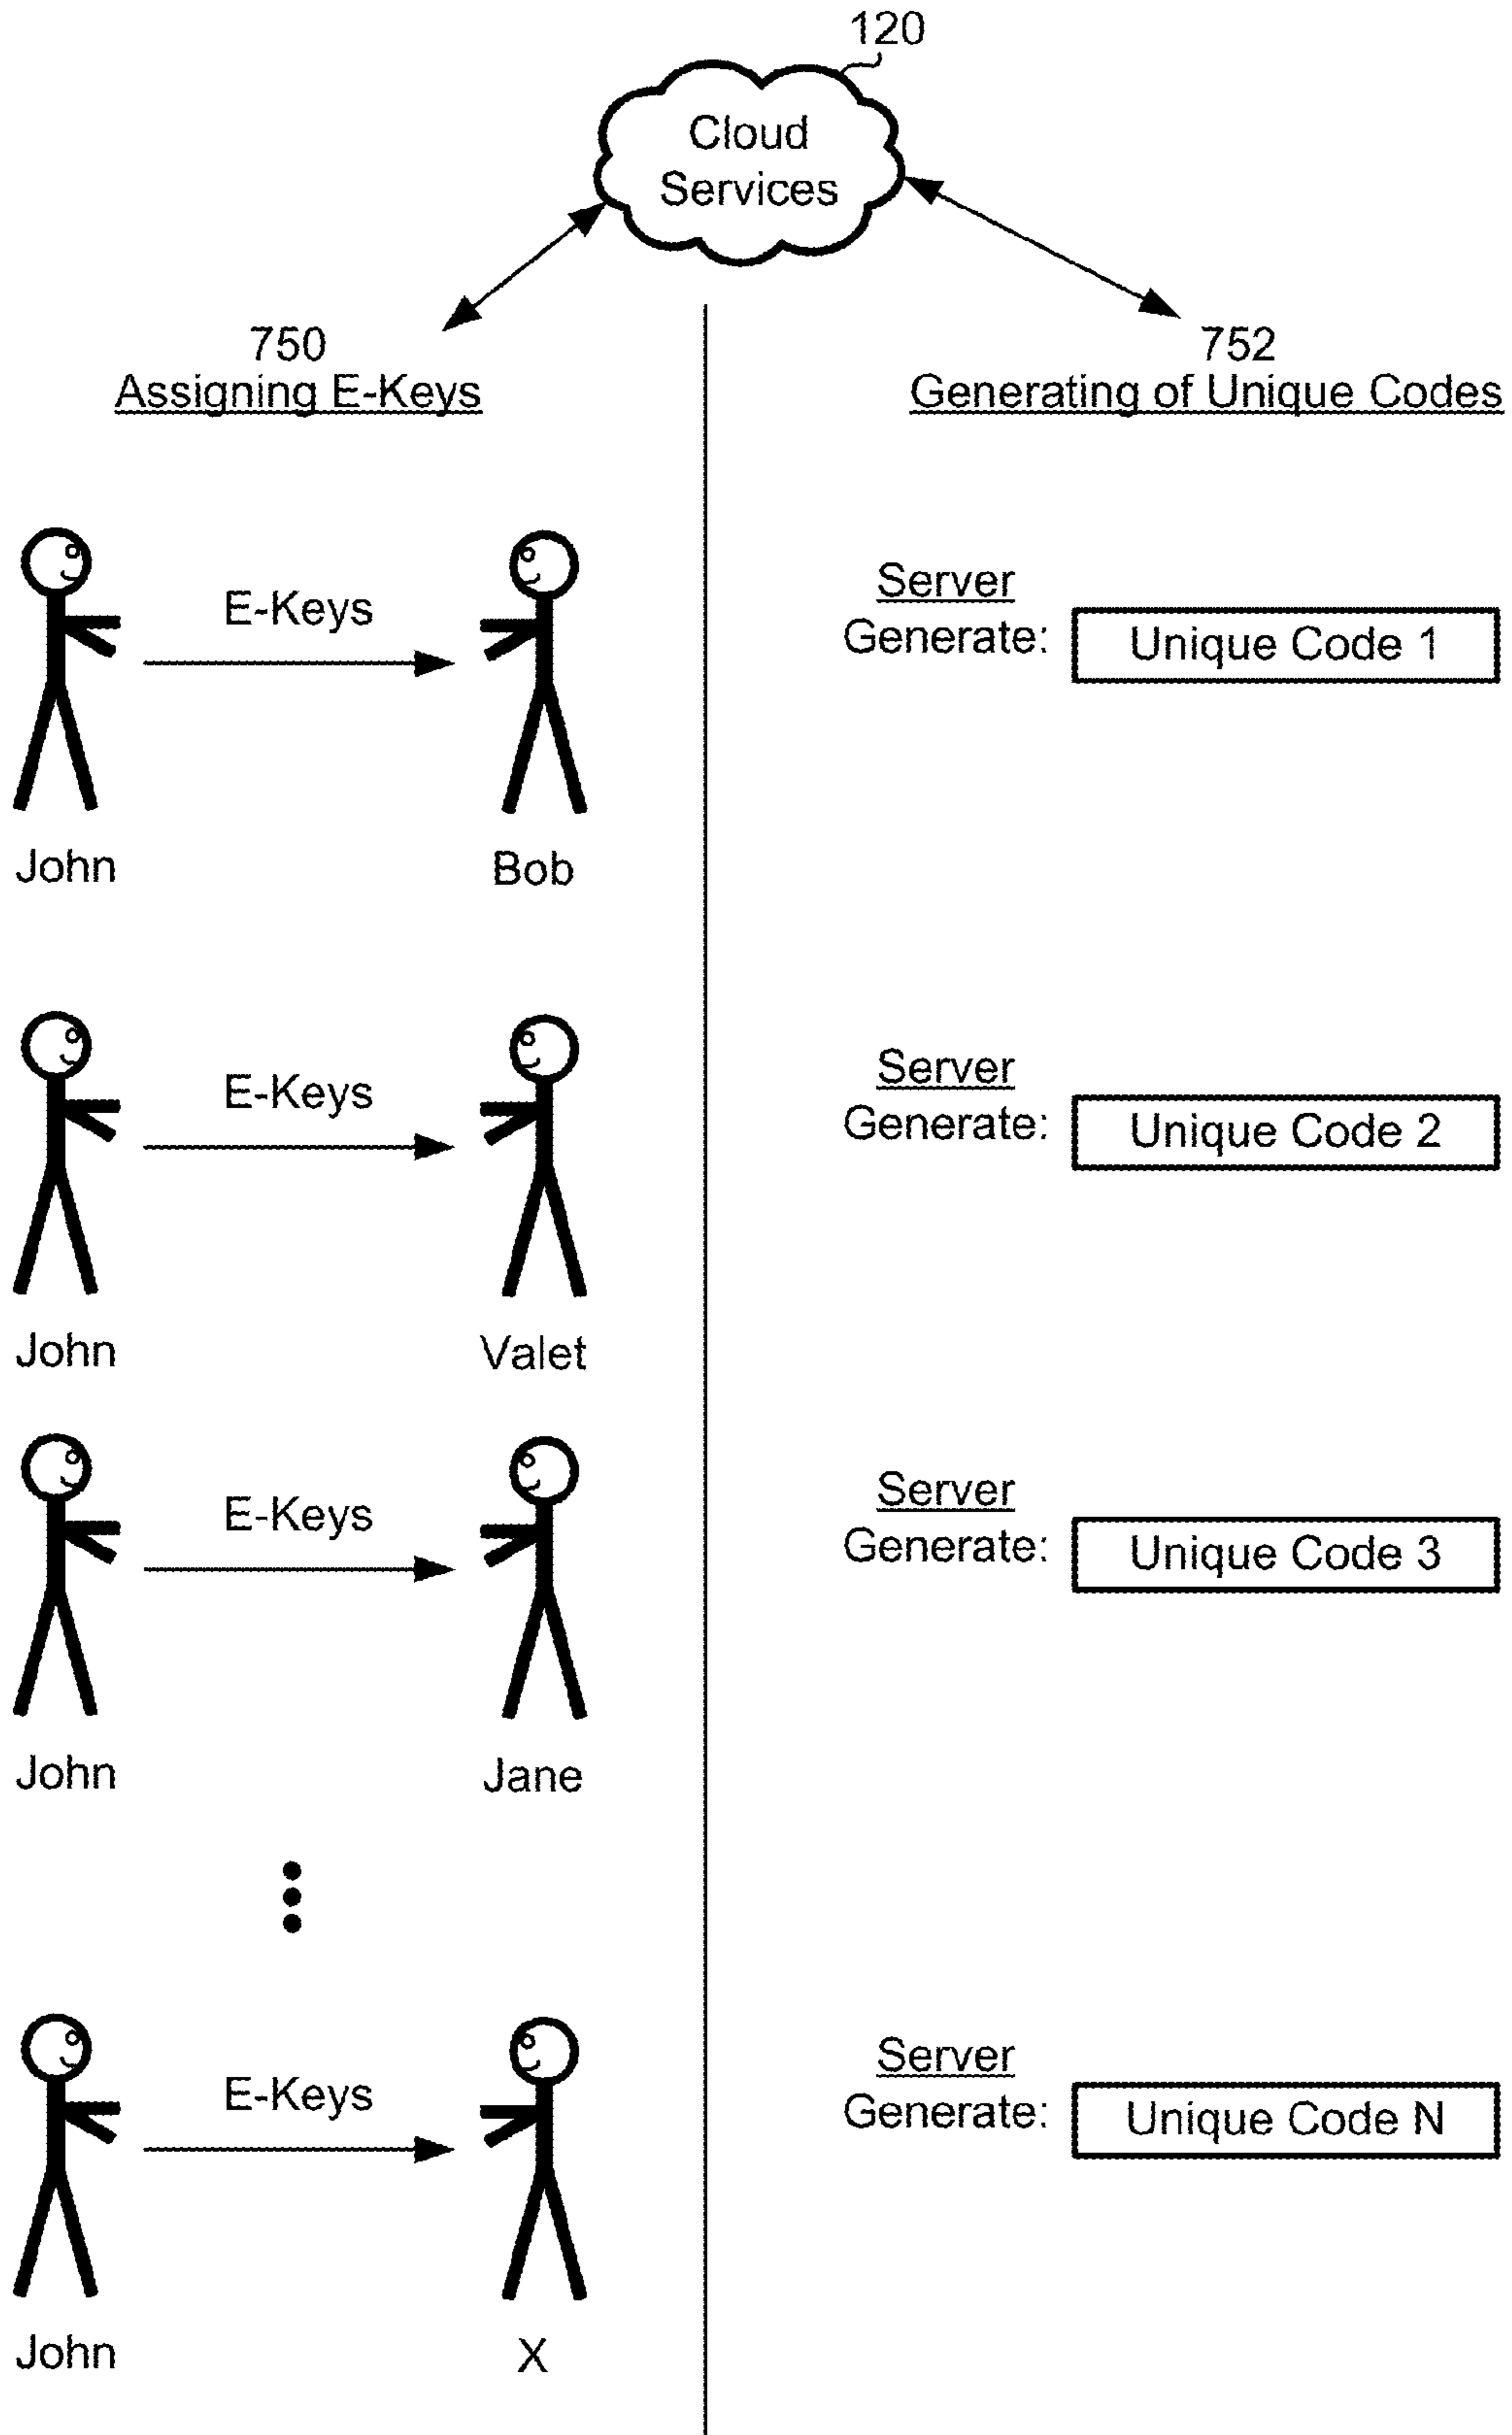 120
Cloud
Services
750
Assigning E-Keys
752
Generating of Unique Codes
E-Keys
John
Bob
Server
Generate:
Unique Code 1
E-Keys
John
Valet
Server
Generate:
Unique Code 2
E-Keys
John
Jane
Server
Generate:
Unique Code 3
E-Keys
John
X
Server
Generate:
Unique Code N